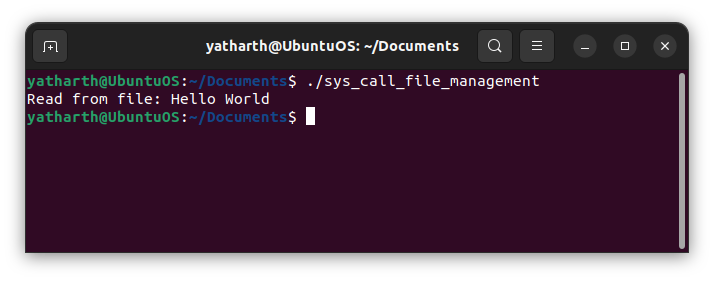 yatharth@UbuntuOS: ~/Documents
yatharth@UbuntuOS:~/Documents$ ./sys_call_file_management
Read from file: Hello World
yatharth@UbuntuOS:~/Documents$